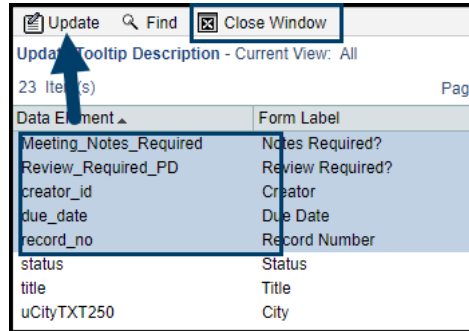 Update Find Close Window
Update Tooltip Description - Current View: All
23 Item(s) Pag
Data Element Form Label
Meeting_Notes_Required Notes Required?
Review_Required_PD Review Required?
creator_id Creator
due_date Due Date
record_no Record Number
status Status
title Title
uCityTXT250 City